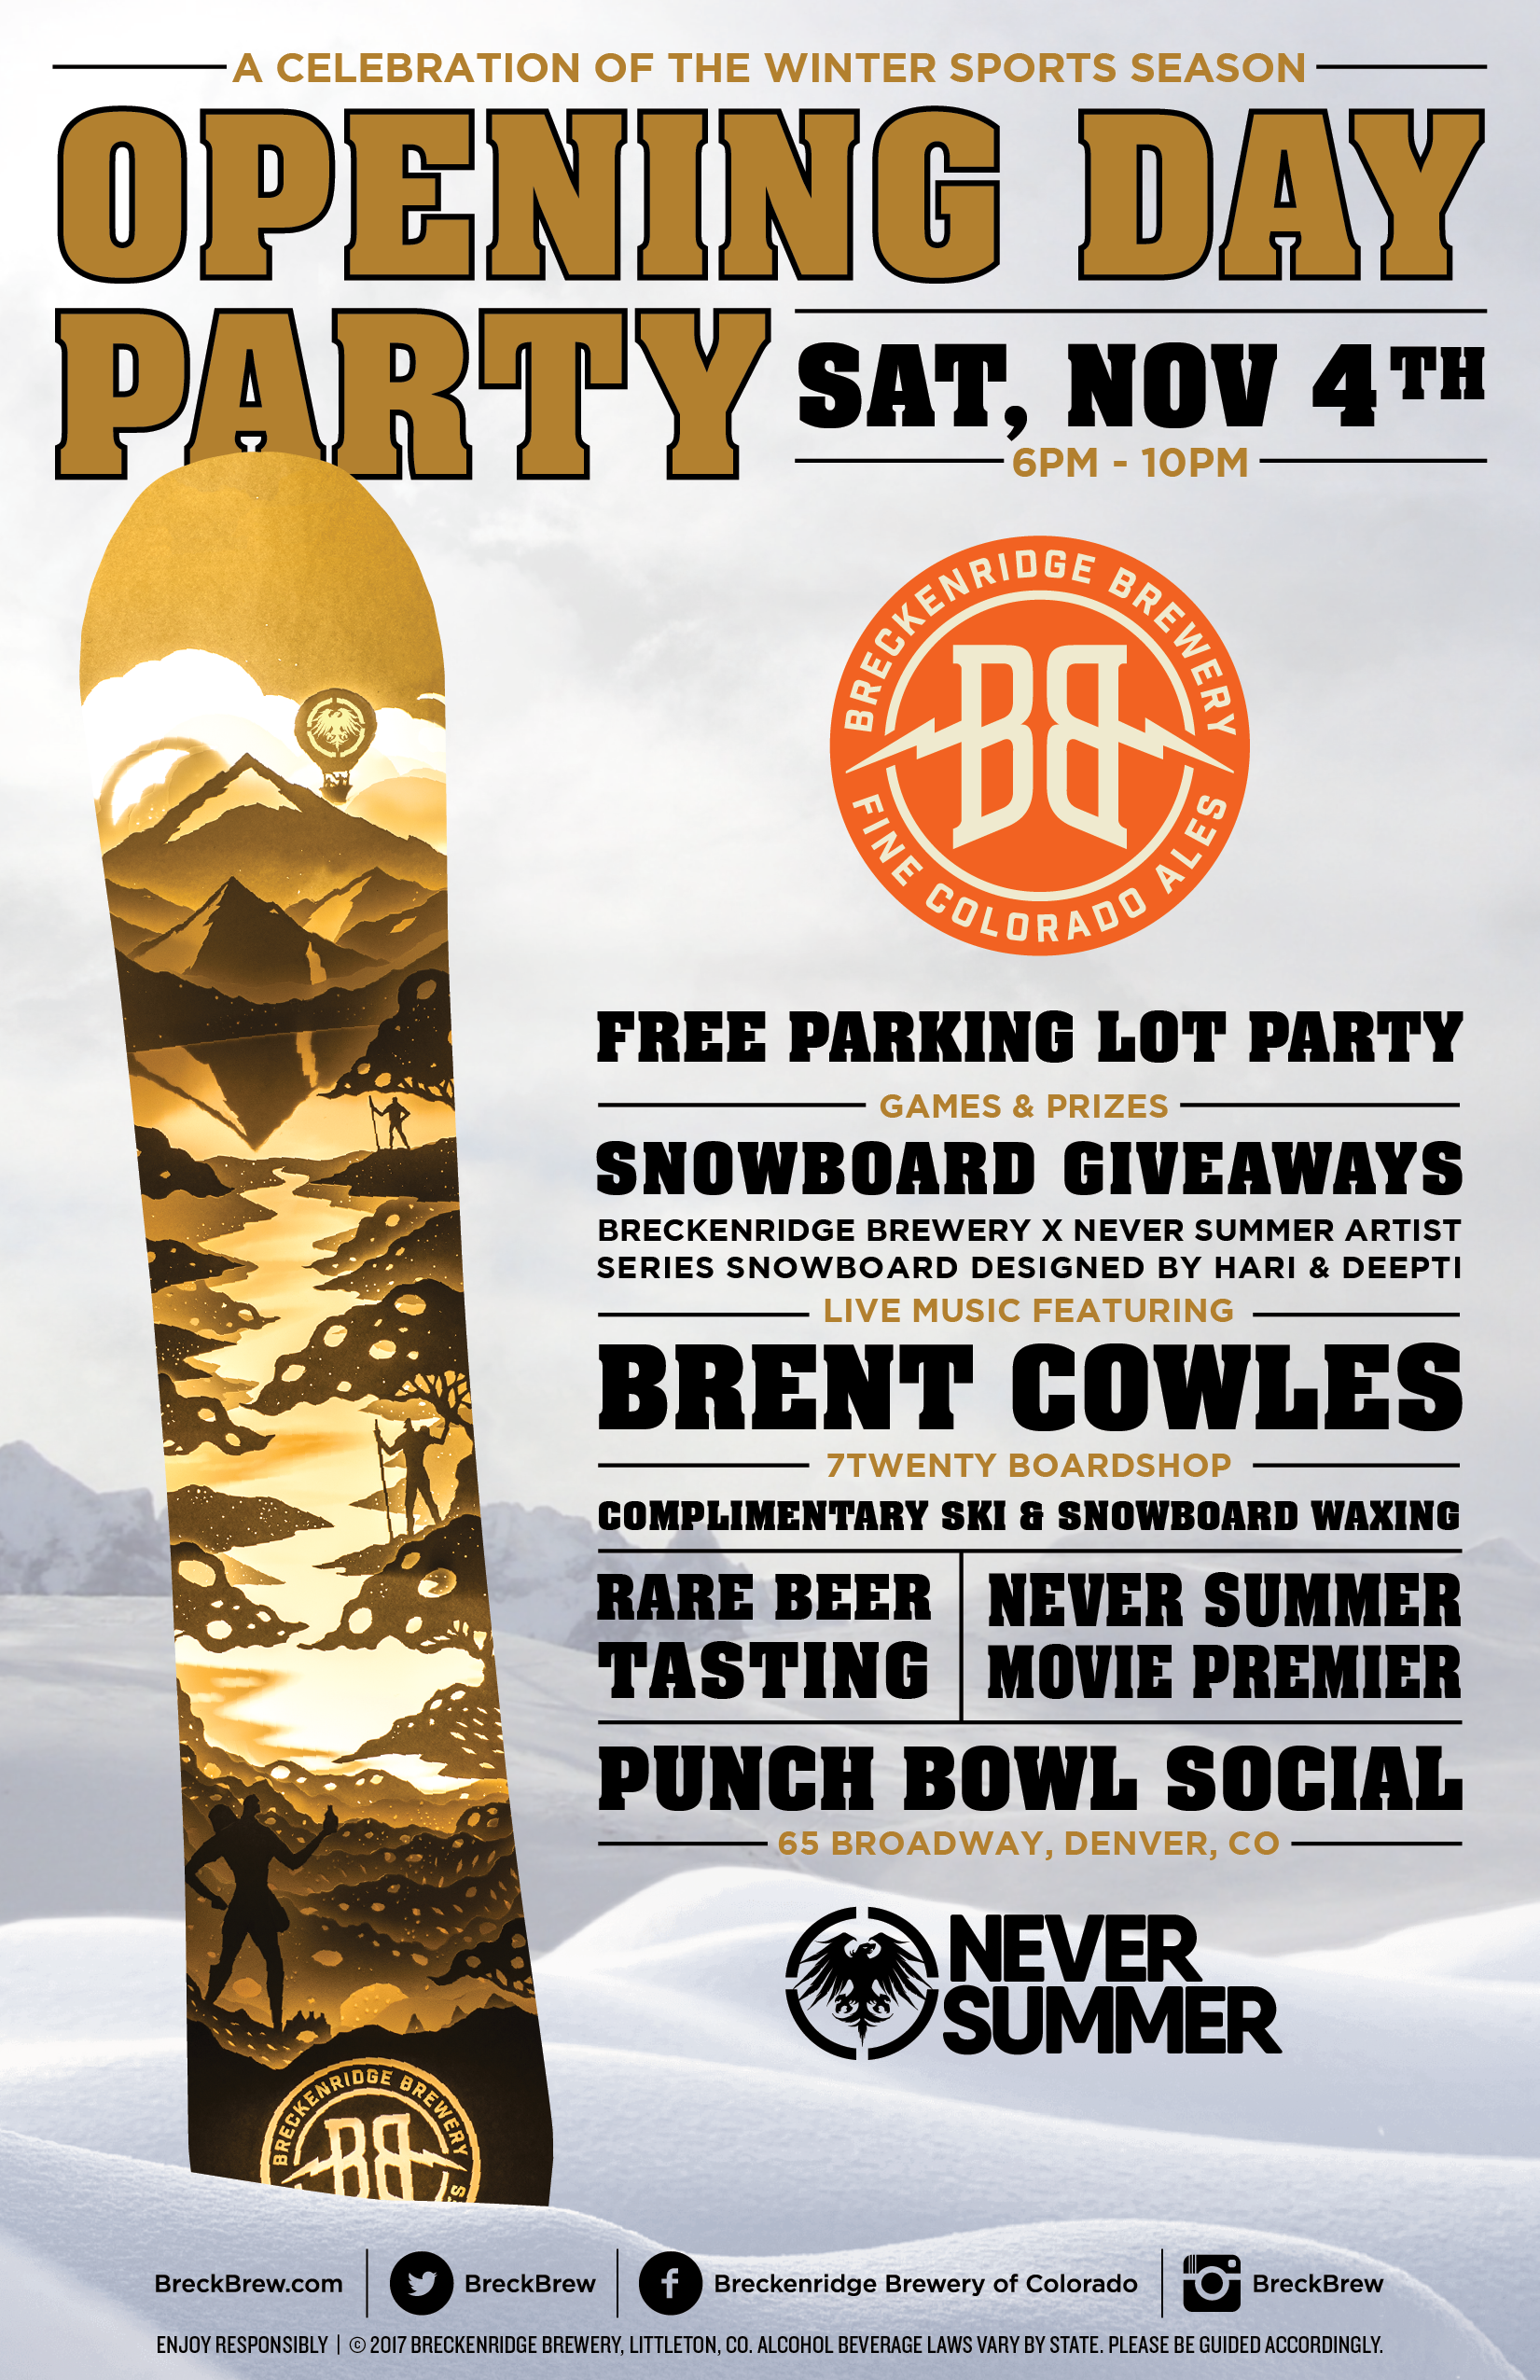 A CELEBRATION OF THE WINTER SPORTS SEASON
OPENING DAY
PARTY
SAT, NOV 4TH
6PM - 10PM
BRECKENRIDGE BREWERY
BB
FINE COLORADO ALES
FREE PARKING LOT PARTY
GAMES & PRIZES
SNOWBOARD GIVEAWAYS
BRECKENRIDGE BREWERY X NEVER SUMMER ARTIST
SERIES SNOWBOARD DESIGNED BY HARI & DEEPTI
LIVE MUSIC FEATURING
BRENT COWLES
7TWENTY BOARDSHOP
COMPLIMENTARY SKI & SNOWBOARD WAXING
RARE BEER
TASTING
NEVER SUMMER
MOVIE PREMIER
PUNCH BOWL SOCIAL
65 BROADWAY, DENVER, CO
NEVER
SUMMER
BRECKENRIDGE BREWERY
BB
BreckBrew.com
BreckBrew
Breckenridge Brewery of Colorado
BreckBrew
ENJOY RESPONSIBLY | © 2017 BRECKENRIDGE BREWERY, LITTLETON, CO. ALCOHOL BEVERAGE LAWS VARY BY STATE. PLEASE BE GUIDED ACCORDINGLY.